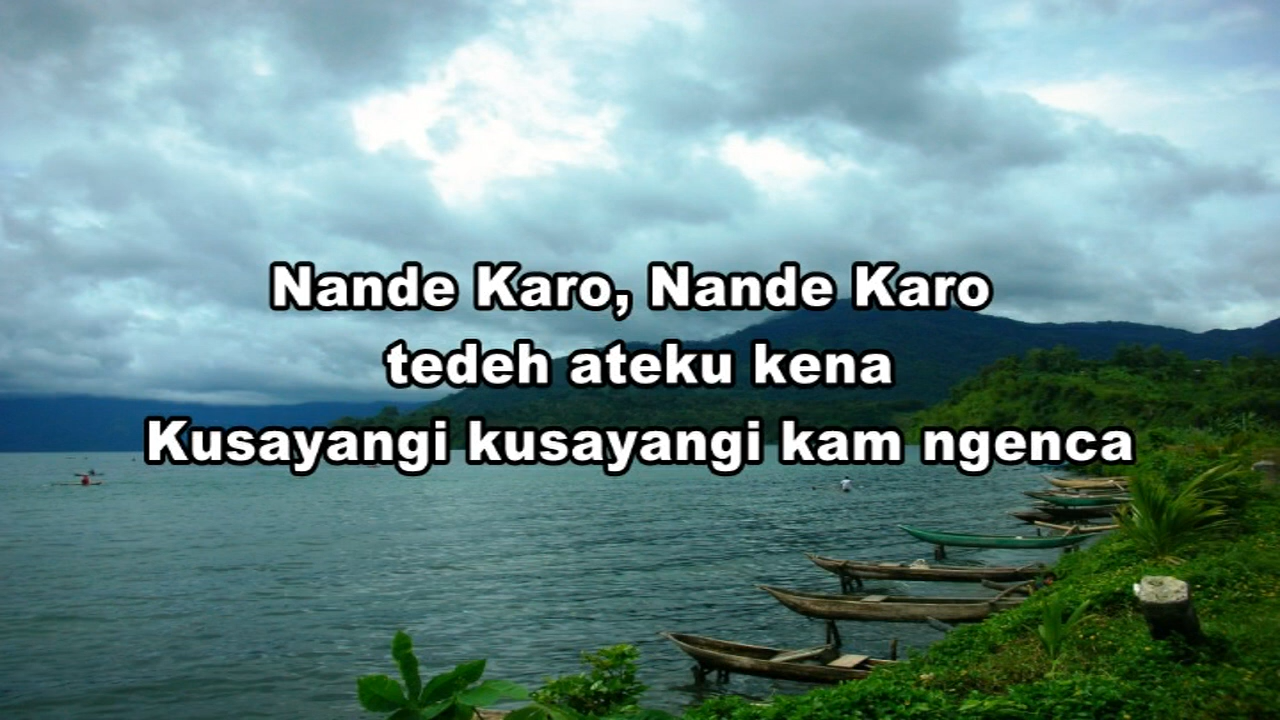 Nande Karo, Nande Karo
tedeh ateku kena
Kusayangi kusayangi kam ngenca